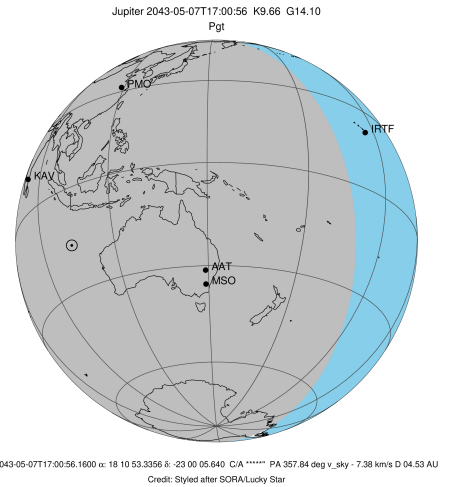 Jupiter 2043-05-07T17:00:56 K9.66 G14.10
Pgt
PMO
IRTF
KAV
AAT
MSO
043-05-07T17:00:56.1600 α: 18 10 53.3356 δ: -23 00 05.640 C/A *****" PA 357.84 deg v_sky - 7.38 km/s D 04.53 AU
Credit: Styled after SORA/Lucky Star